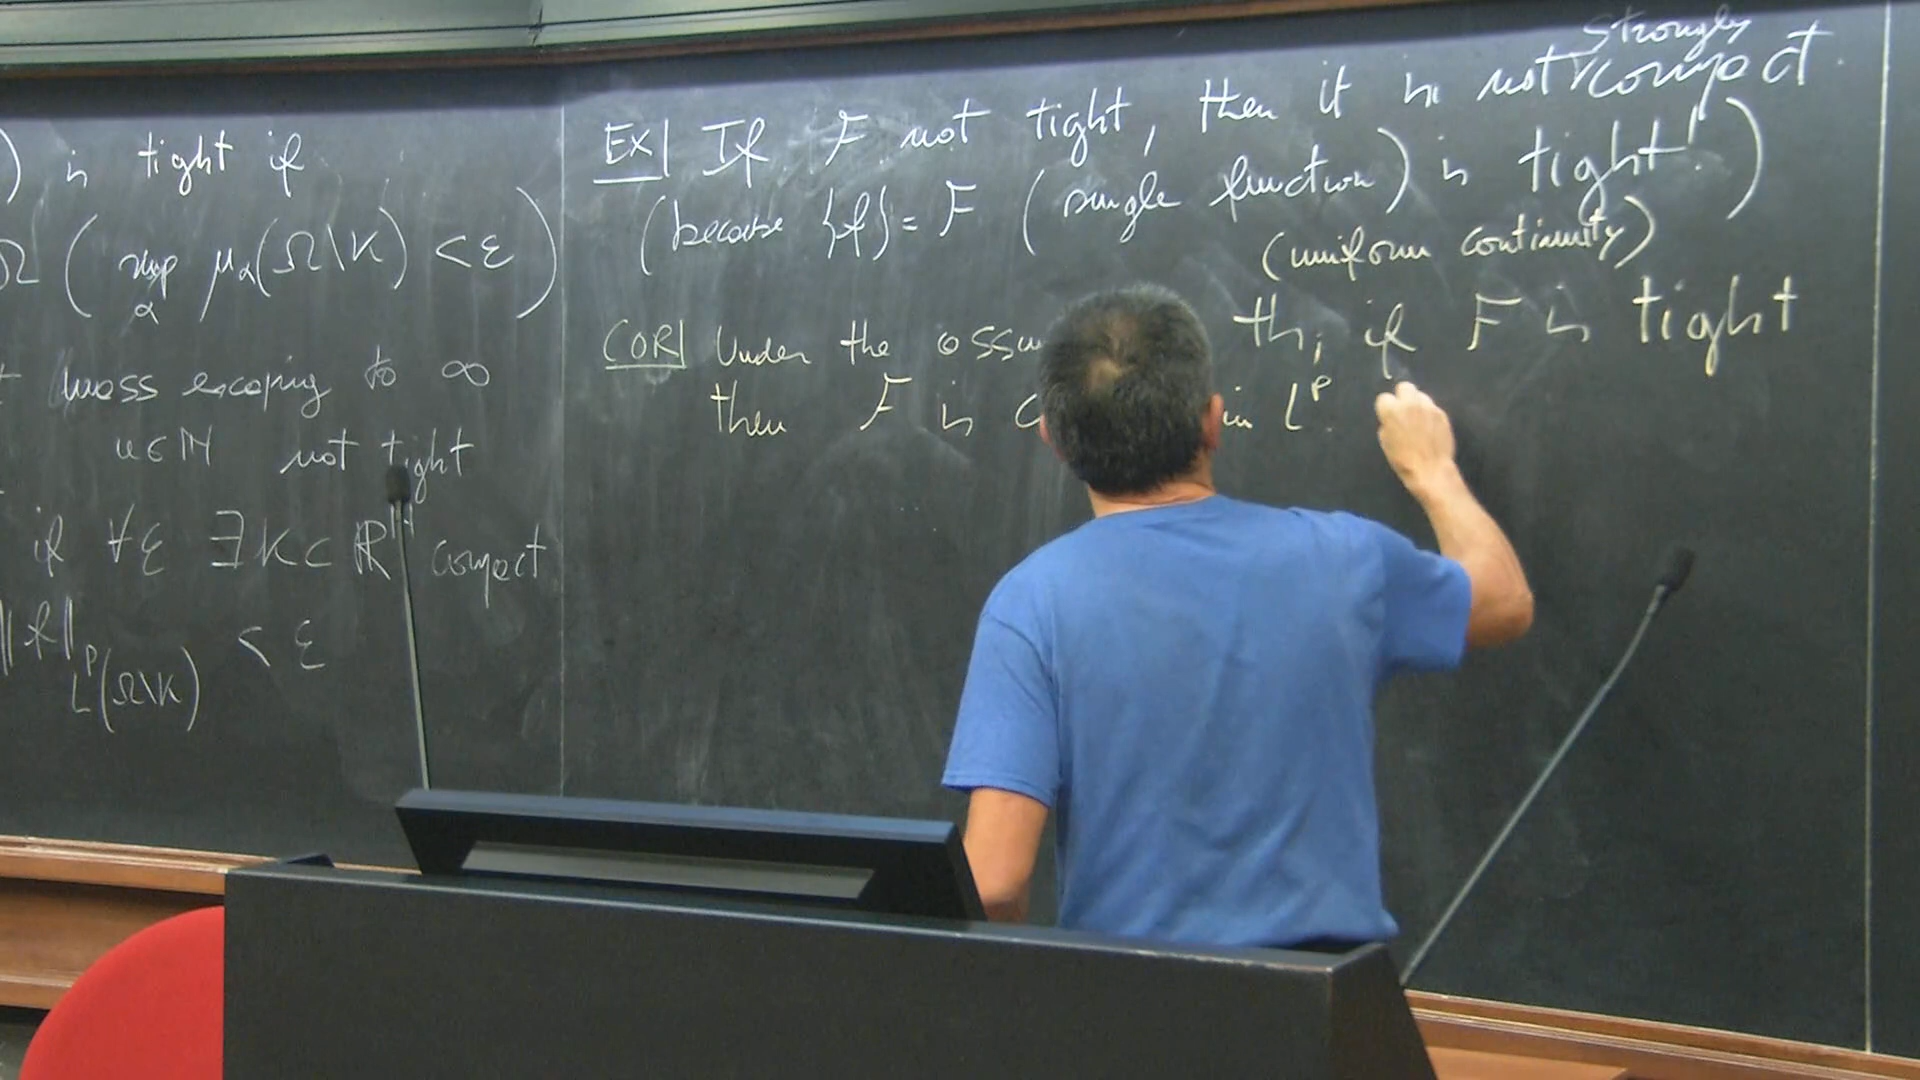 ) is tight if
Ω ( sup μα(Ω\K) < ε )
α
mass escaping to ∞
n∈ℕ not tight
if ∀ε ∃K⊂ℝᴺ compact
‖f‖Lᵖ(Ω\K) < ε
strongly
EX| If F not tight, then it is not compact.
(because {f} = F (single function) is tight!)
(uniform continuity)
COR| Under the th, if F is tight
then F is in Lᵖ.